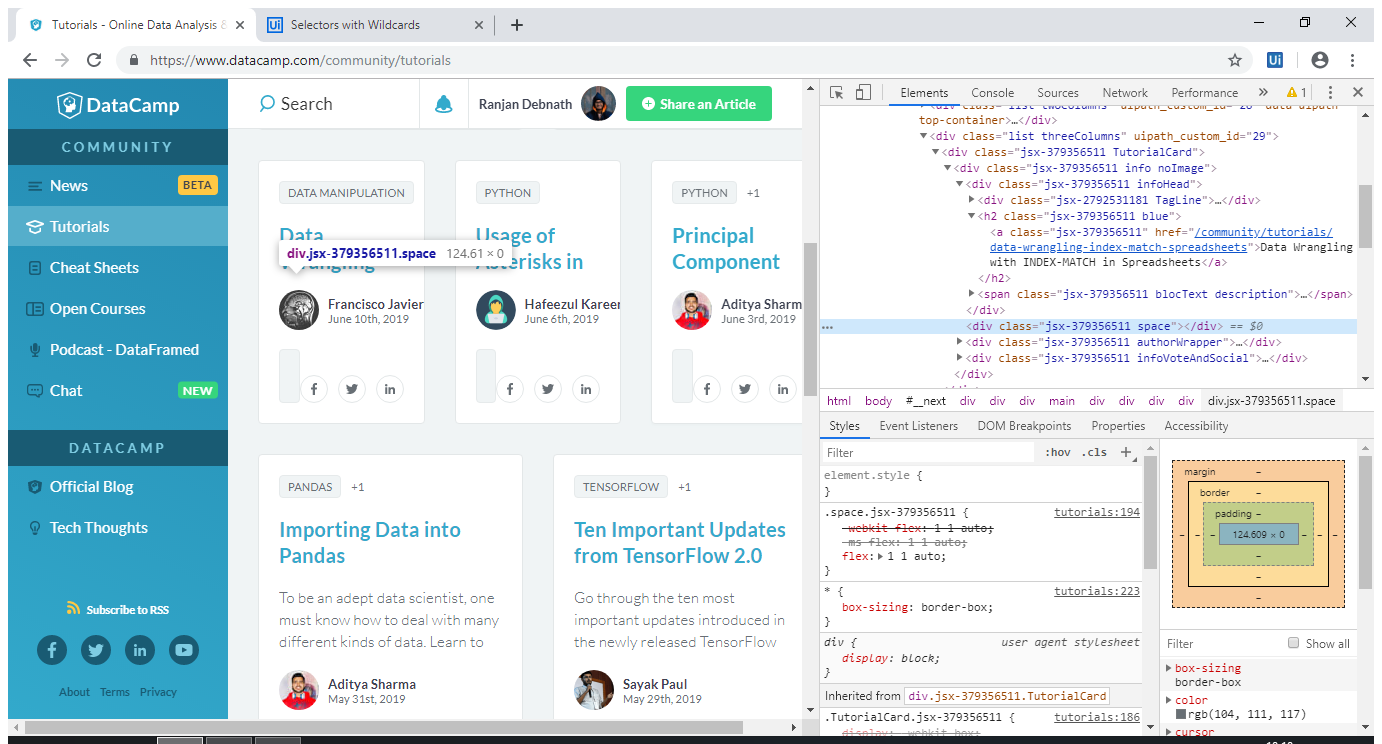 Tutorials - Online Data Analysis &
Selectors with Wildcards
https://www.datacamp.com/community/tutorials
Ui
DataCamp
COMMUNITY
News BETA
Tutorials
Cheat Sheets
Open Courses
Podcast - DataFramed
Chat NEW
DATACAMP
Official Blog
Tech Thoughts
Subscribe to RSS
About Terms Privacy
Search
Ranjan Debnath
Share an Article
DATA MANIPULATION
Data
Wrangling
div.jsx-379356511.space 124.61 × 0
Francisco Javier
June 10th, 2019
PYTHON
Usage of
Asterisks in
Hafeezul Kareem
June 6th, 2019
PYTHON +1
Principal
Component
Aditya Sharm
June 3rd, 2019
PANDAS +1
Importing Data into
Pandas
To be an adept data scientist, one
must know how to deal with many
different kinds of data. Learn to
Aditya Sharma
May 31st, 2019
TENSORFLOW +1
Ten Important Updates
from TensorFlow 2.0
Go through the ten most
important updates introduced in
the newly released TensorFlow
Sayak Paul
May 29th, 2019
Elements Console Sources Network Performance » 1
<div class="list twoColumns" uipath_custom_id="28" data-uipath
top-container>…</div>
<div class="list threeColumns" uipath_custom_id="29">
<div class="jsx-379356511 TutorialCard">
<div class="jsx-379356511 info noImage">
<div class="jsx-379356511 infoHead">
<div class="jsx-2792531181 TagLine">…</div>
<h2 class="jsx-379356511 blue">
<a class="jsx-379356511" href="/community/tutorials/
data-wrangling-index-match-spreadsheets">Data Wrangling
with INDEX-MATCH in Spreadsheets</a>
</h2>
<span class="jsx-379356511 blocText description">…</span>
</div>
… <div class="jsx-379356511 space"></div> == $0
<div class="jsx-379356511 authorWrapper">…</div>
<div class="jsx-379356511 infoVoteAndSocial">…</div>
</div>
html body #__next div div div main div div div div div.jsx-379356511.space
Styles Event Listeners DOM Breakpoints Properties Accessibility
Filter :hov .cls +
element.style {
}
.space.jsx-379356511 { tutorials:194
-webkit-flex: 1 1 auto;
-ms-flex: 1 1 auto;
flex: 1 1 auto;
}
* { tutorials:223
box-sizing: border-box;
}
div { user agent stylesheet
display: block;
}
Inherited from div.jsx-379356511.TutorialCard
.TutorialCard.jsx-379356511 { tutorials:186
display: -webkit-box;
margin –
border –
padding –
– – – 124.609 × 0 – – –
–
–
–
Filter Show all
box-sizing
border-box
color
rgb(104, 111, 117)
cursor